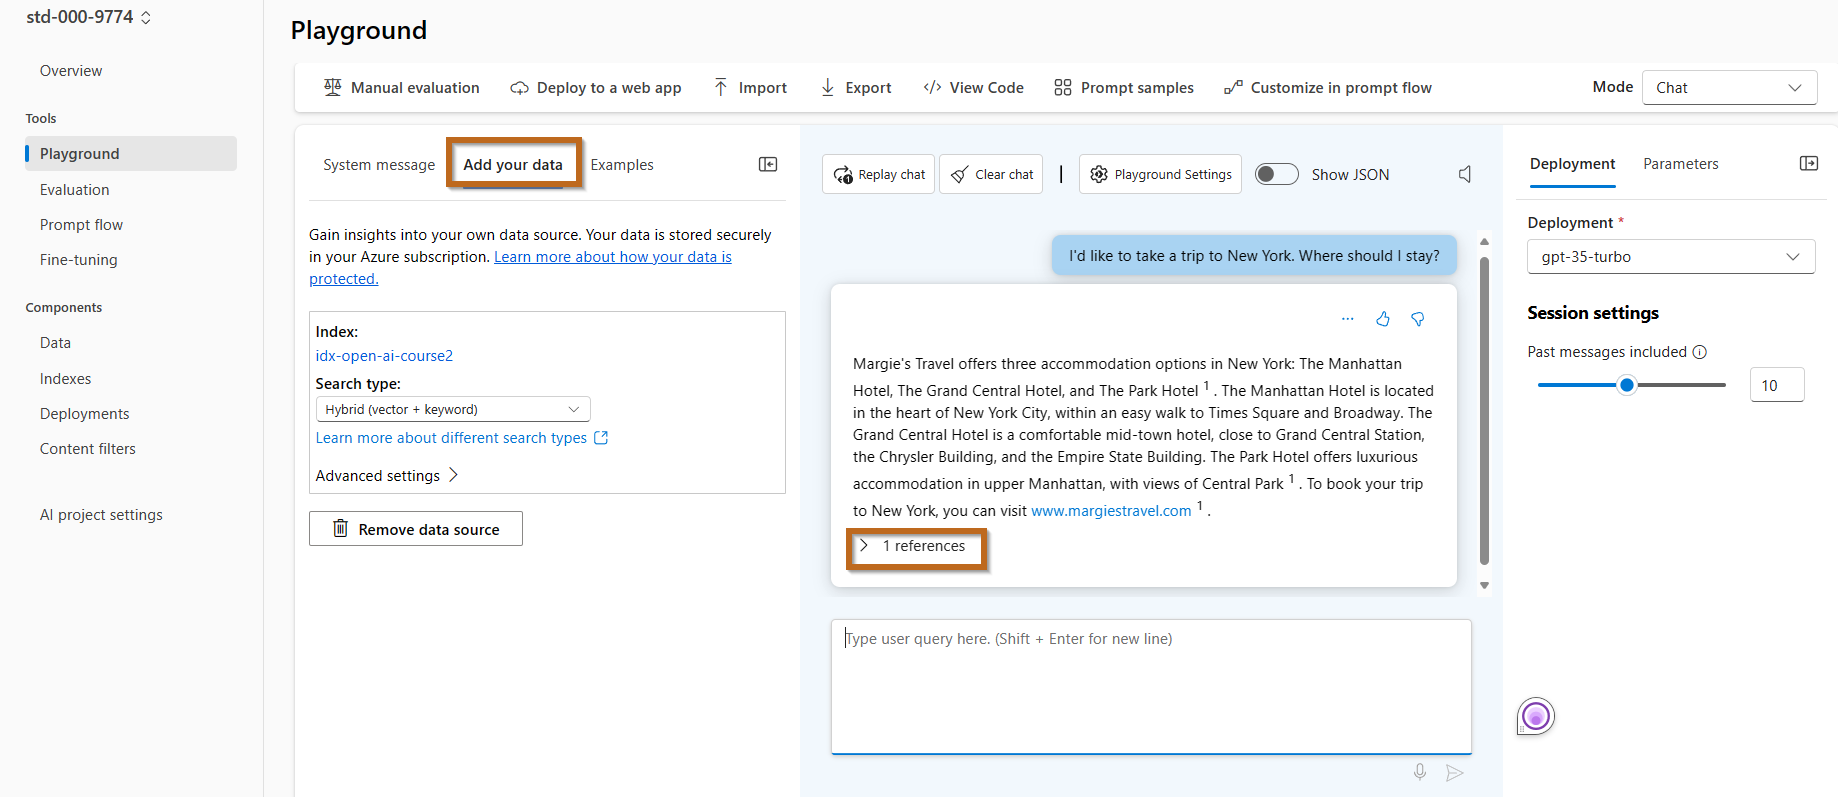 std-000-9774
Overview
Tools
Playground
Evaluation
Prompt flow
Fine-tuning
Components
Data
Indexes
Deployments
Content filters
AI project settings
Playground
Manual evaluation
Deploy to a web app
Import
Export
View Code
Prompt samples
Customize in prompt flow
Mode
Chat
System message
Add your data
Examples
Gain insights into your own data source. Your data is stored securely
in your Azure subscription. Learn more about how your data is
protected.
Index:
idx-open-ai-course2
Search type:
Hybrid (vector + keyword)
Learn more about different search types
Advanced settings
Remove data source
Replay chat
Clear chat
Playground Settings
Show JSON
I'd like to take a trip to New York. Where should I stay?
Margie's Travel offers three accommodation options in New York: The Manhattan
Hotel, The Grand Central Hotel, and The Park Hotel 1 . The Manhattan Hotel is located
in the heart of New York City, within an easy walk to Times Square and Broadway. The
Grand Central Hotel is a comfortable mid-town hotel, close to Grand Central Station,
the Chrysler Building, and the Empire State Building. The Park Hotel offers luxurious
accommodation in upper Manhattan, with views of Central Park 1 . To book your trip
to New York, you can visit www.margiestravel.com 1 .
1 references
Type user query here. (Shift + Enter for new line)
Deployment
Parameters
Deployment *
gpt-35-turbo
Session settings
Past messages included
10